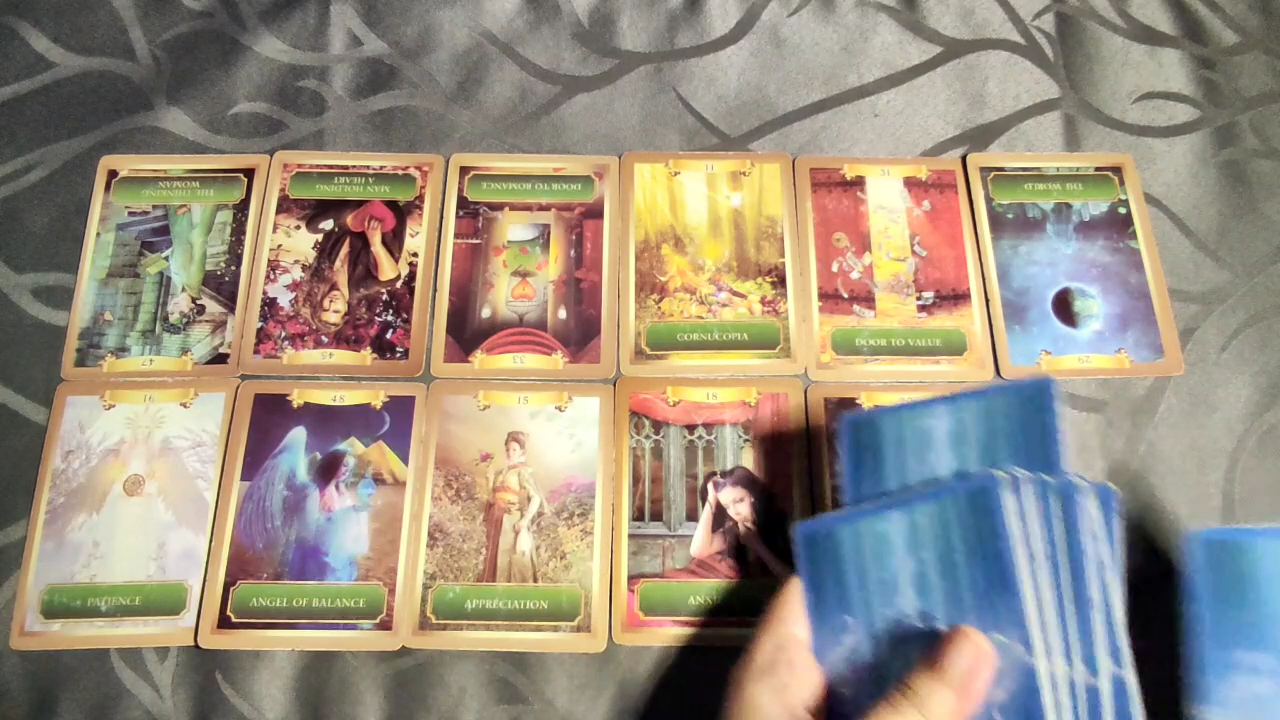 THE THINKING
WOMAN
47
MAN HOLDING
A HEART
45
DOOR TO ROMANCE
33
11
CORNUCOPIA
31
DOOR TO VALUE
THE WORLD
29
16
PATIENCE
48
ANGEL OF BALANCE
15
APPRECIATION
18